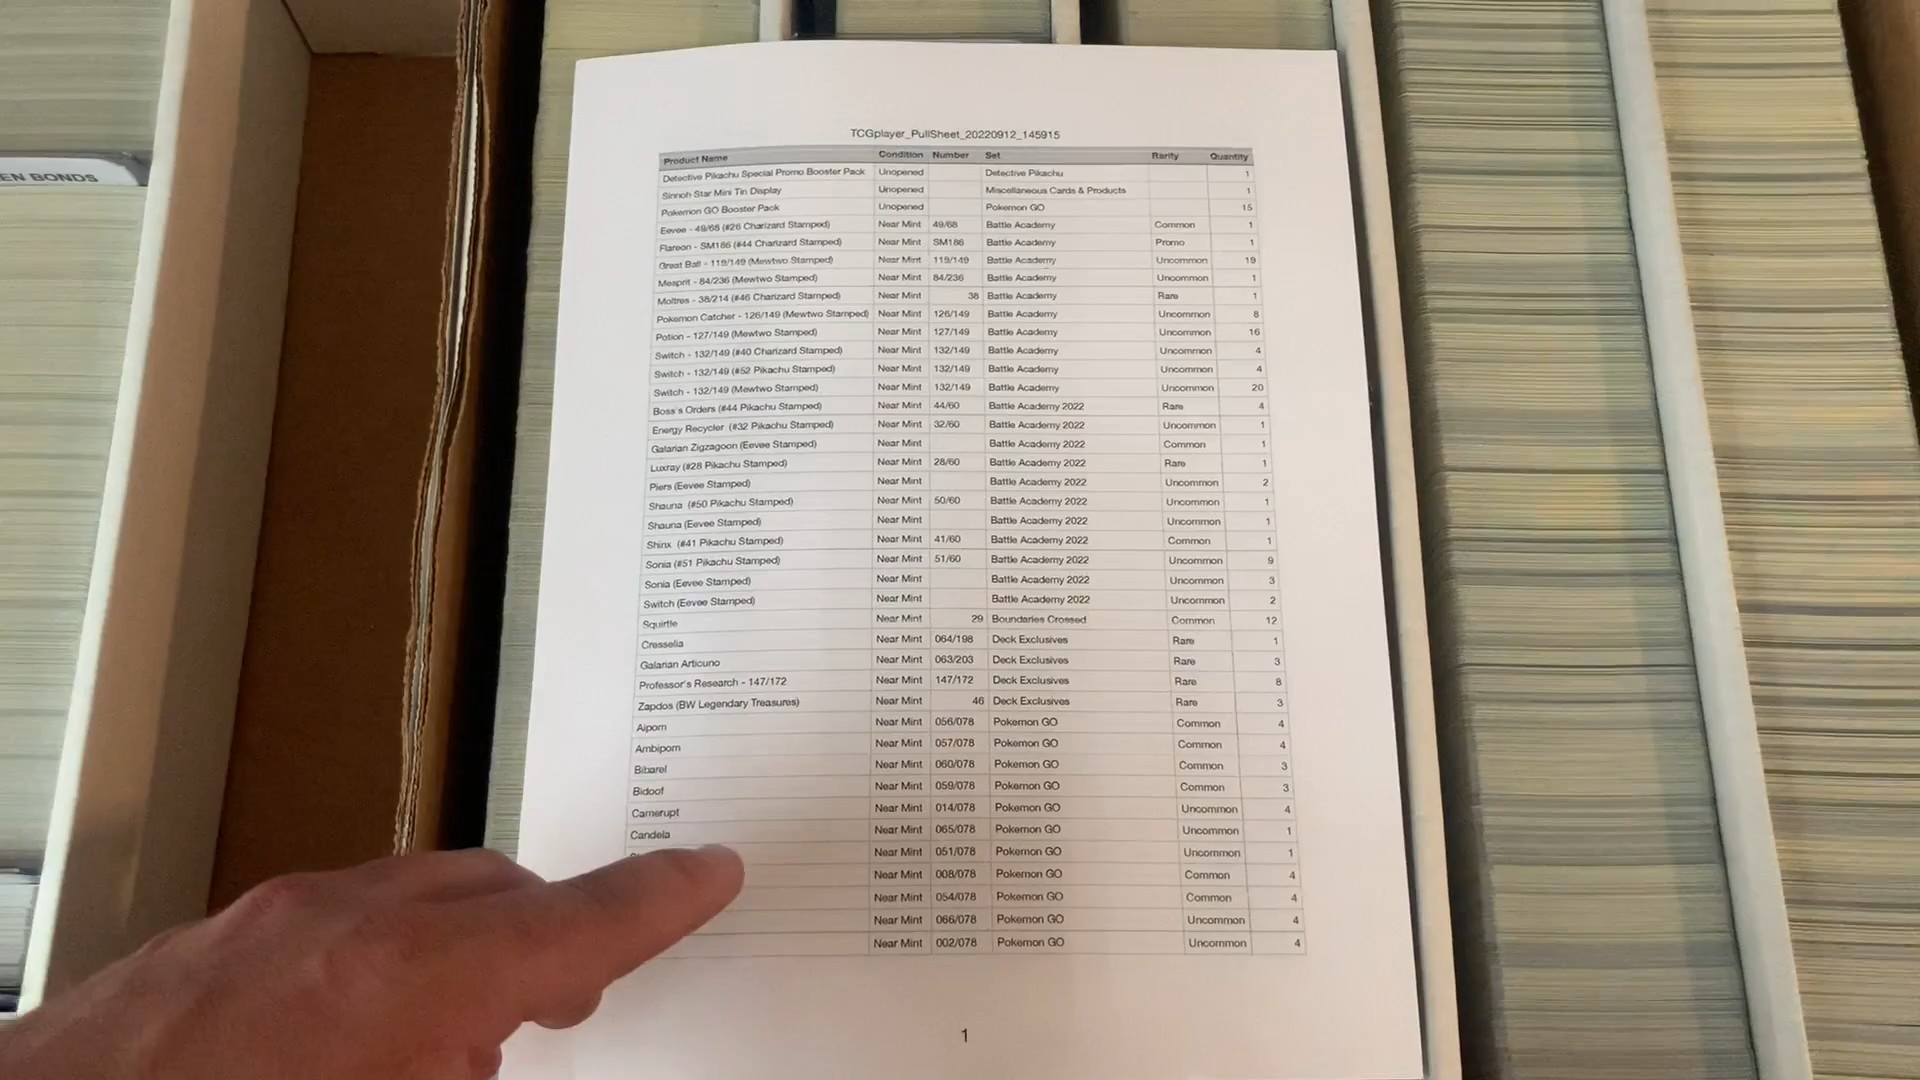 EN BONDS
TCGplayer_PullSheet_20220912_145915
Product Name Condition Number Set Rarity Quantity
Detective Pikachu Special Promo Booster Pack Unopened Detective Pikachu 1
Sinnoh Star Mini Tin Display Unopened Miscellaneous Cards & Products 1
Pokemon GO Booster Pack Unopened Pokemon GO 15
Eevee - 49/68 (#26 Charizard Stamped) Near Mint 49/68 Battle Academy Common 1
Flareon - SM186 (#44 Charizard Stamped) Near Mint SM186 Battle Academy Promo 1
Great Ball - 119/149 (Mewtwo Stamped) Near Mint 119/149 Battle Academy Uncommon 19
Mesprit - 84/236 (Mewtwo Stamped) Near Mint 84/236 Battle Academy Uncommon 1
Moltres - 38/214 (#46 Charizard Stamped) Near Mint 38 Battle Academy Rare 1
Pokemon Catcher - 126/149 (Mewtwo Stamped) Near Mint 126/149 Battle Academy Uncommon 8
Potion - 127/149 (Mewtwo Stamped) Near Mint 127/149 Battle Academy Uncommon 16
Switch - 132/149 (#40 Charizard Stamped) Near Mint 132/149 Battle Academy Uncommon 4
Switch - 132/149 (#52 Pikachu Stamped) Near Mint 132/149 Battle Academy Uncommon 4
Switch - 132/149 (Mewtwo Stamped) Near Mint 132/149 Battle Academy Uncommon 20
Boss's Orders (#44 Pikachu Stamped) Near Mint 44/60 Battle Academy 2022 Rare 4
Energy Recycler (#32 Pikachu Stamped) Near Mint 32/60 Battle Academy 2022 Uncommon 1
Galarian Zigzagoon (Eevee Stamped) Near Mint Battle Academy 2022 Common 1
Luxray (#28 Pikachu Stamped) Near Mint 28/60 Battle Academy 2022 Rare 1
Piers (Eevee Stamped) Near Mint Battle Academy 2022 Uncommon 2
Shauna (#50 Pikachu Stamped) Near Mint 50/60 Battle Academy 2022 Uncommon 1
Shauna (Eevee Stamped) Near Mint Battle Academy 2022 Uncommon 1
Shinx (#41 Pikachu Stamped) Near Mint 41/60 Battle Academy 2022 Common 1
Sonia (#51 Pikachu Stamped) Near Mint 51/60 Battle Academy 2022 Uncommon 9
Sonia (Eevee Stamped) Near Mint Battle Academy 2022 Uncommon 3
Switch (Eevee Stamped) Near Mint Battle Academy 2022 Uncommon 2
Squirtle Near Mint 29 Boundaries Crossed Common 12
Cresselia Near Mint 064/198 Deck Exclusives Rare 1
Galarian Articuno Near Mint 063/203 Deck Exclusives Rare 3
Professor's Research - 147/172 Near Mint 147/172 Deck Exclusives Rare 8
Zapdos (BW Legendary Treasures) Near Mint 46 Deck Exclusives Rare 3
Aipom Near Mint 056/078 Pokemon GO Common 4
Ambipom Near Mint 057/078 Pokemon GO Common 4
Bibarel Near Mint 060/078 Pokemon GO Common 3
Bidoof Near Mint 059/078 Pokemon GO Common 3
Camerupt Near Mint 014/078 Pokemon GO Uncommon 4
Candela Near Mint 065/078 Pokemon GO Uncommon 1
Near Mint 051/078 Pokemon GO Uncommon 1
Near Mint 008/078 Pokemon GO Common 4
Near Mint 054/078 Pokemon GO Common 4
Near Mint 066/078 Pokemon GO Uncommon 4
Near Mint 002/078 Pokemon GO Uncommon 4
1